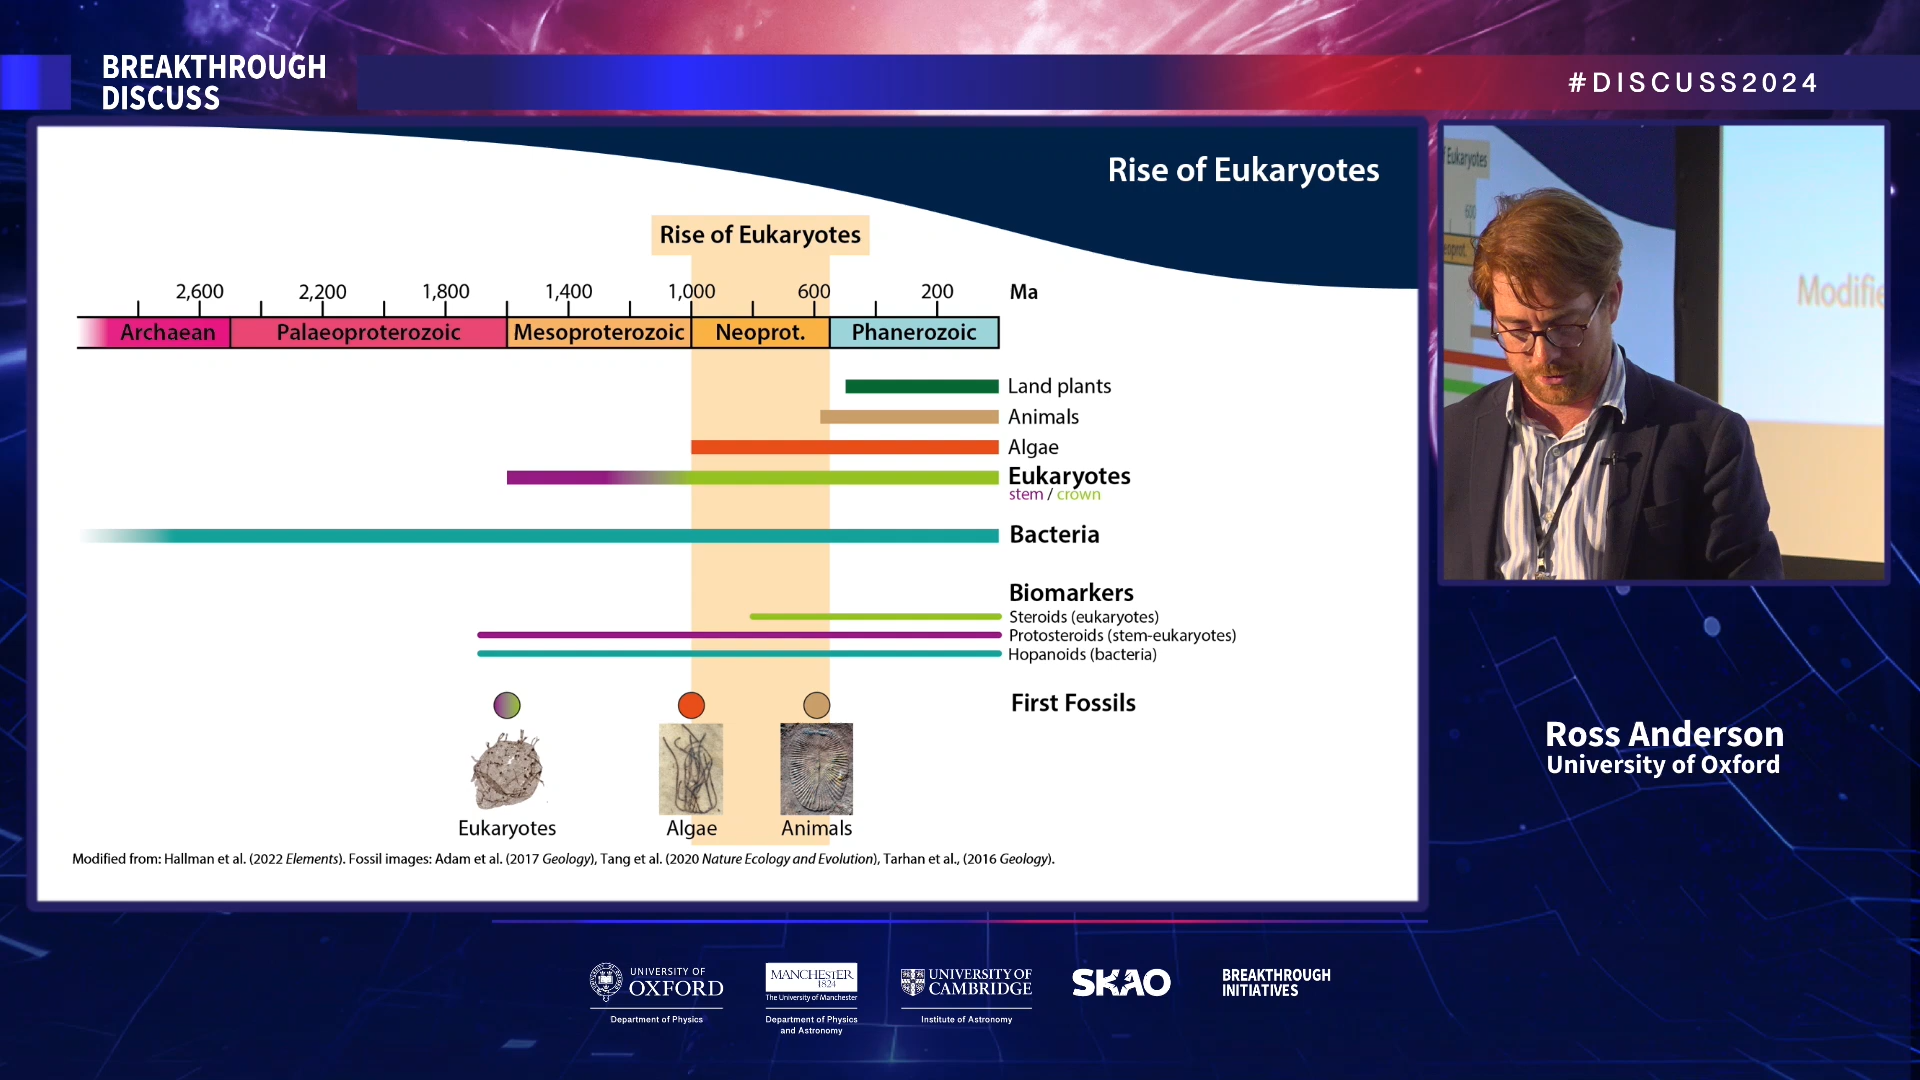 BREAKTHROUGH
DISCUSS
#DISCUSS2024
Rise of Eukaryotes
Rise of Eukaryotes
2,600 2,200 1,800 1,400 1,000 600 200 Ma
Archaean Palaeoproterozoic Mesoproterozoic Neoprot. Phanerozoic
Land plants
Animals
Algae
Eukaryotes
stem / crown
Bacteria
Biomarkers
Steroids (eukaryotes)
Protosteroids (stem-eukaryotes)
Hopanoids (bacteria)
First Fossils
Eukaryotes Algae Animals
Modified from: Hallman et al. (2022 Elements). Fossil images: Adam et al. (2017 Geology), Tang et al. (2020 Nature Ecology and Evolution), Tarhan et al., (2016 Geology).
f Eukaryotes
600
eoprot.
Modifie
Ross Anderson
University of Oxford
UNIVERSITY OF
OXFORD
Department of Physics
MANCHESTER
1824
The University of Manchester
Department of Physics
and Astronomy
UNIVERSITY OF
CAMBRIDGE
Institute of Astronomy
SKAO
BREAKTHROUGH
INITIATIVES